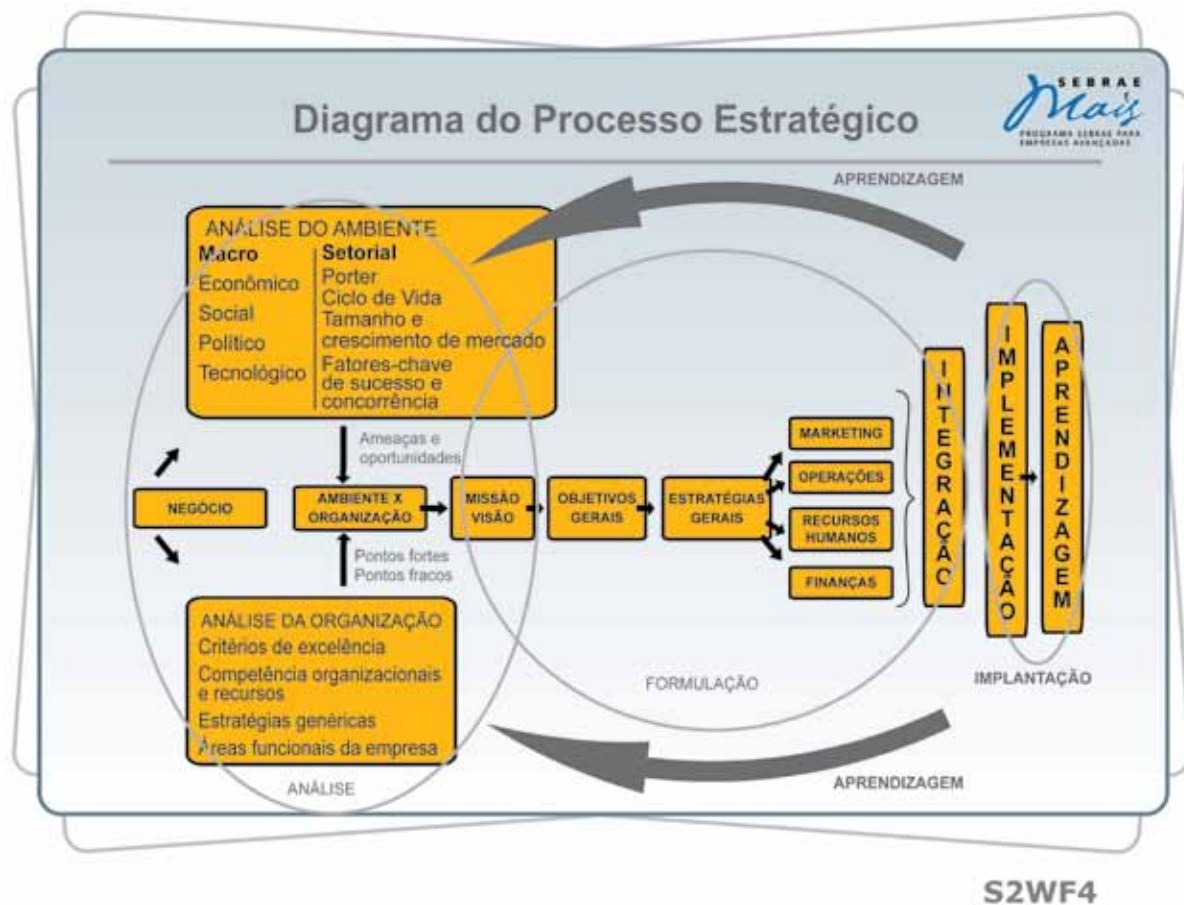 SEBRAE
Mais
PROGRAMA SEBRAE PARA
EMPRESAS AVANÇADAS
Diagrama do Processo Estratégico
APRENDIZAGEM
ANÁLISE DO AMBIENTE
Macro
Econômico
Social
Político
Tecnológico
Setorial
Porter
Ciclo de Vida
Tamanho e
crescimento de mercado
Fatores-chave
de sucesso e
concorrência
Ameaças e
oportunidades
NEGÓCIO
AMBIENTE X
ORGANIZAÇÃO
MISSÃO
VISÃO
OBJETIVOS
GERAIS
ESTRATÉGIAS
GERAIS
MARKETING
OPERAÇÕES
RECURSOS
HUMANOS
FINANÇAS
INTEGRAÇÃO
IMPLEMENTAÇÃO
APRENDIZAGEM
Pontos fortes
Pontos fracos
ANÁLISE DA ORGANIZAÇÃO
Critérios de excelência
Competência organizacionais
e recursos
Estratégias genéricas
Áreas funcionais da empresa
ANÁLISE
FORMULAÇÃO
IMPLANTAÇÃO
APRENDIZAGEM
S2WF4